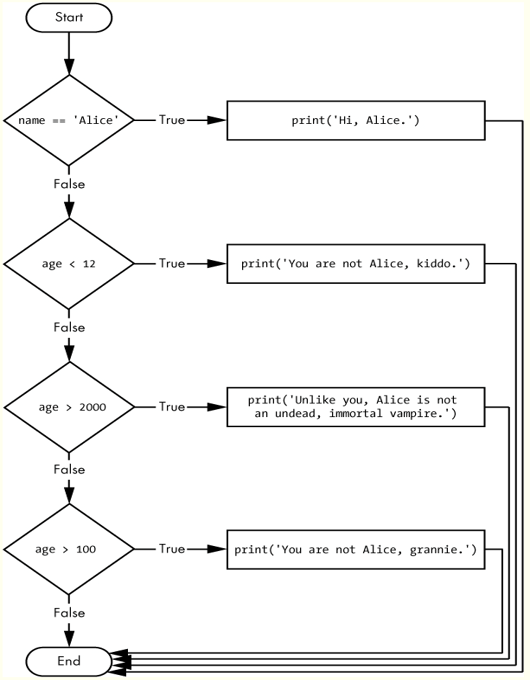 Start
name == 'Alice'
True
print('Hi, Alice.')
False
age < 12
True
print('You are not Alice, kiddo.')
False
age > 2000
True
print('Unlike you, Alice is not
an undead, immortal vampire.')
False
age > 100
True
print('You are not Alice, grannie.')
False
End